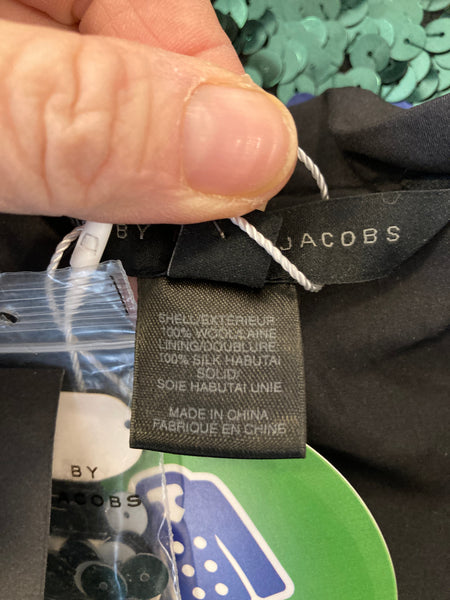 BY JACOBS
SHELL/EXTERIEUR
100% WOOL/LAINE
LINING/DOUBLURE
100% SILK HABUTAI
SOLID/
SOIE HABUTAI UNIE
MADE IN CHINA
FABRIQUE EN CHINE
BY
JACOBS